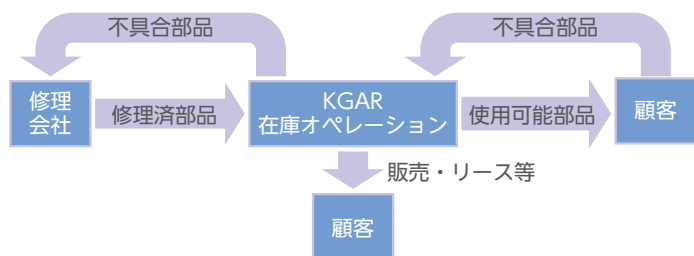 不具合部品
不具合部品
修理
会社
修理済部品
KGAR
在庫オペレーション
使用可能部品
顧客
販売・リース等
顧客